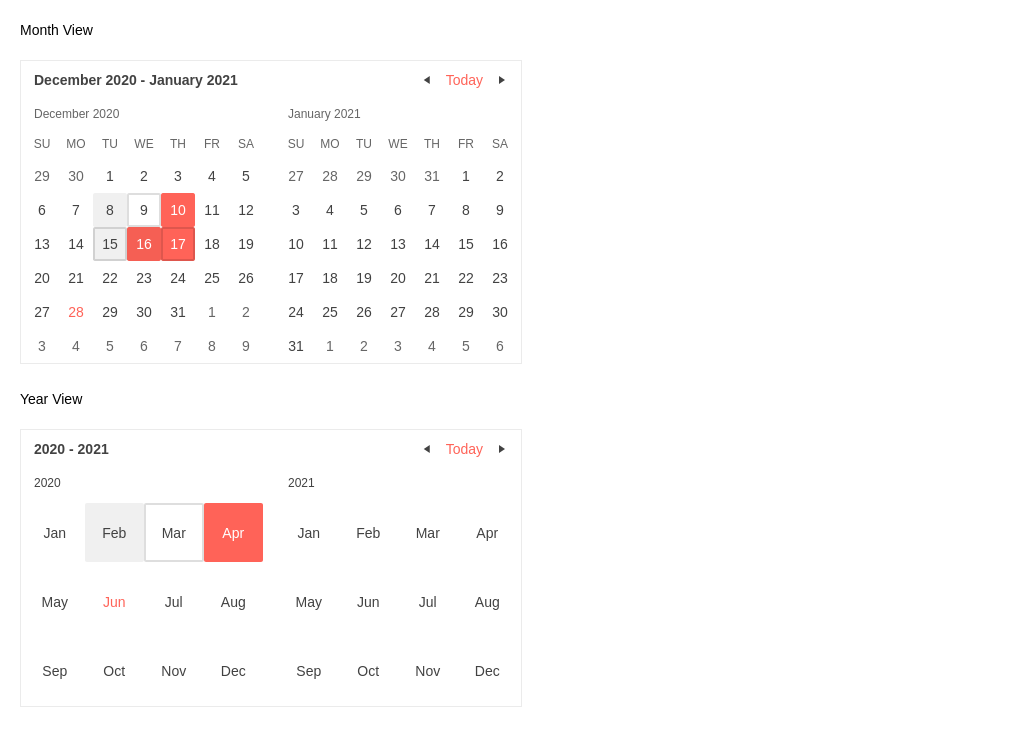 Month View
December 2020 - January 2021 Today
December 2020 January 2021
SU MO TU WE TH FR SA SU MO TU WE TH FR SA
29 30 1 2 3 4 5 27 28 29 30 31 1 2
6 7 8 9 10 11 12 3 4 5 6 7 8 9
13 14 15 16 17 18 19 10 11 12 13 14 15 16
20 21 22 23 24 25 26 17 18 19 20 21 22 23
27 28 29 30 31 1 2 24 25 26 27 28 29 30
3 4 5 6 7 8 9 31 1 2 3 4 5 6
Year View
2020 - 2021 Today
2020 2021
Jan Feb Mar Apr Jan Feb Mar Apr
May Jun Jul Aug May Jun Jul Aug
Sep Oct Nov Dec Sep Oct Nov Dec